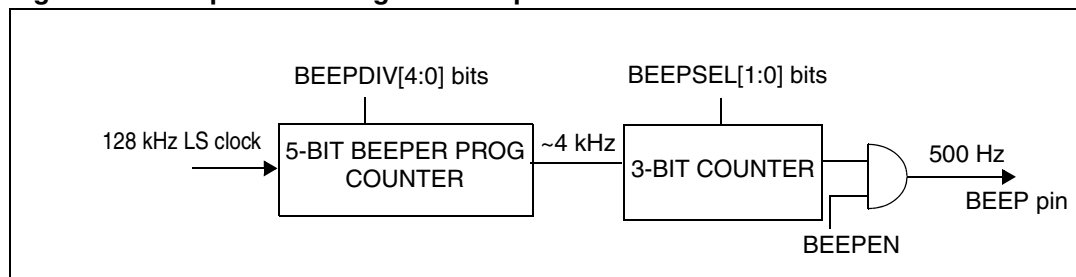 BEEPDIV[4:0] bits
BEEPSEL[1:0] bits
128 kHz LS clock
5-BIT BEEPER PROG
COUNTER
~4 kHz
3-BIT COUNTER
500 Hz
BEEP pin
BEEPEN